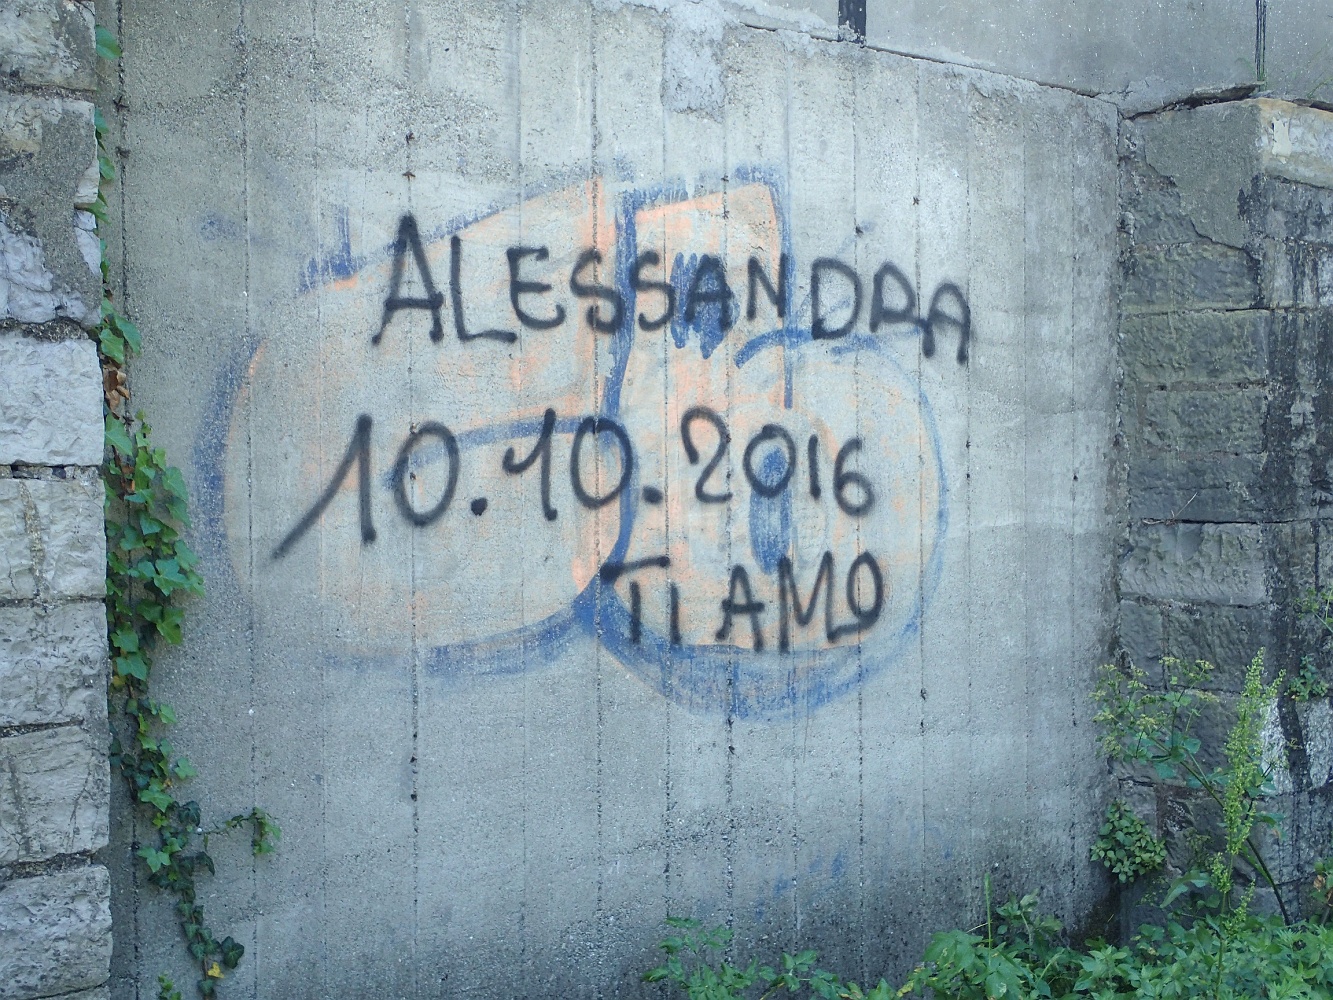 ALESSANDRA
10.10.2016
TI AMO